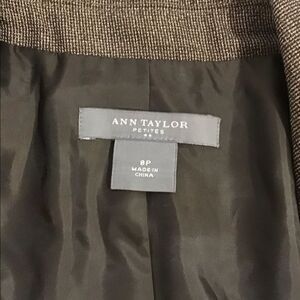 ANN TAYLOR
PETITES
8P
MADE IN
CHINA